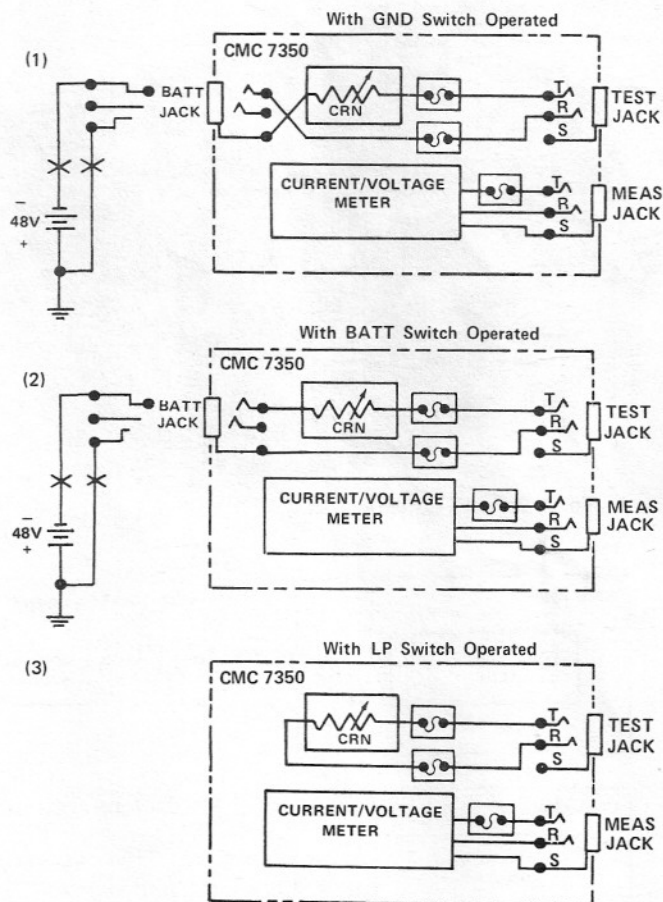 With GND Switch Operated
(1)
CMC 7350
BATT
JACK
CRN
T
R
S
TEST
JACK
CURRENT/VOLTAGE
METER
T
R
S
MEAS
JACK
−
48V
+
With BATT Switch Operated
(2)
CMC 7350
BATT
JACK
CRN
T
R
S
TEST
JACK
CURRENT/VOLTAGE
METER
T
R
S
MEAS
JACK
−
48V
+
With LP Switch Operated
(3)
CMC 7350
CRN
T
R
S
TEST
JACK
CURRENT/VOLTAGE
METER
T
R
S
MEAS
JACK